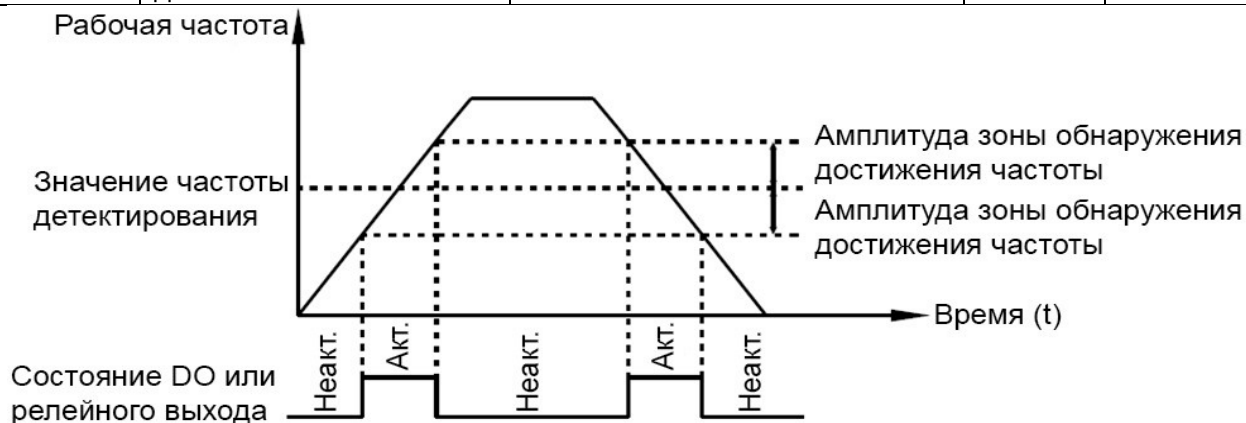 Рабочая частота
Амплитуда зоны обнаружения
достижения частоты
Значение частоты
детектирования
Амплитуда зоны обнаружения
достижения частоты
Время (t)
Неакт.
Акт.
Неакт.
Акт.
Неакт.
Состояние DO или
релейного выхода